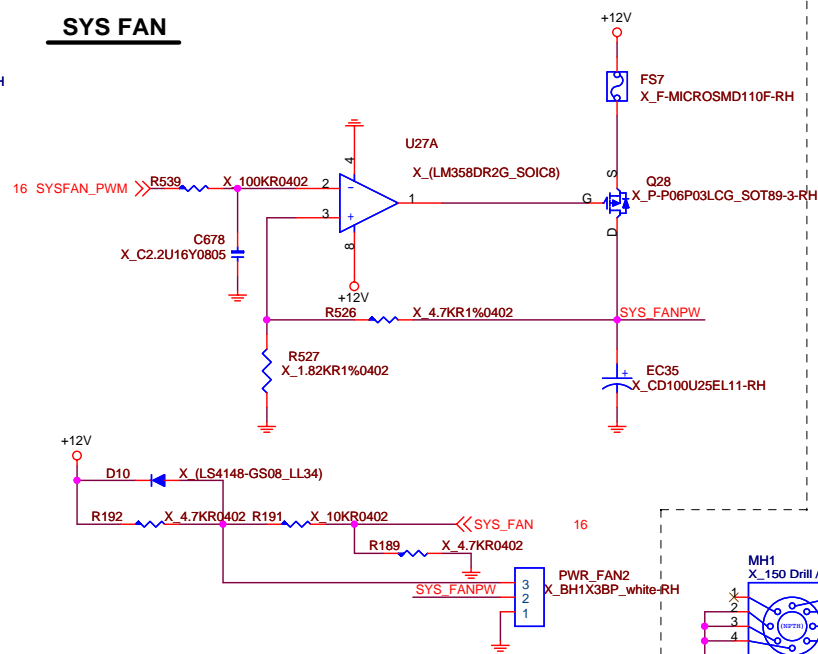 SYS FAN
+12V
H
FS7
X_F-MICROSMD110F-RH
U27A
4
X_(LM358DR2G_SOIC8)
S
Q28
16 SYSFAN_PWM R539 X_100KR0402 2 1 G X_P-P06P03LCG_SOT89-3-RH
3
D
C678
X_C2.2U16Y0805
8
+12V
R526 X_4.7KR1%0402 SYS_FANPW
R527
X_1.82KR1%0402
EC35
+
X_CD100U25EL11-RH
+12V
D10 X_(LS4148-GS08_LL34)
R192 X_4.7KR0402 R191 X_10KR0402 SYS_FAN 16
R189 X_4.7KR0402
PWR_FAN2
3 X_BH1X3BP_white-RH
SYS_FANPW 2
1
MH1
X_150 Drill /
1
2
3 (NPTH)
4